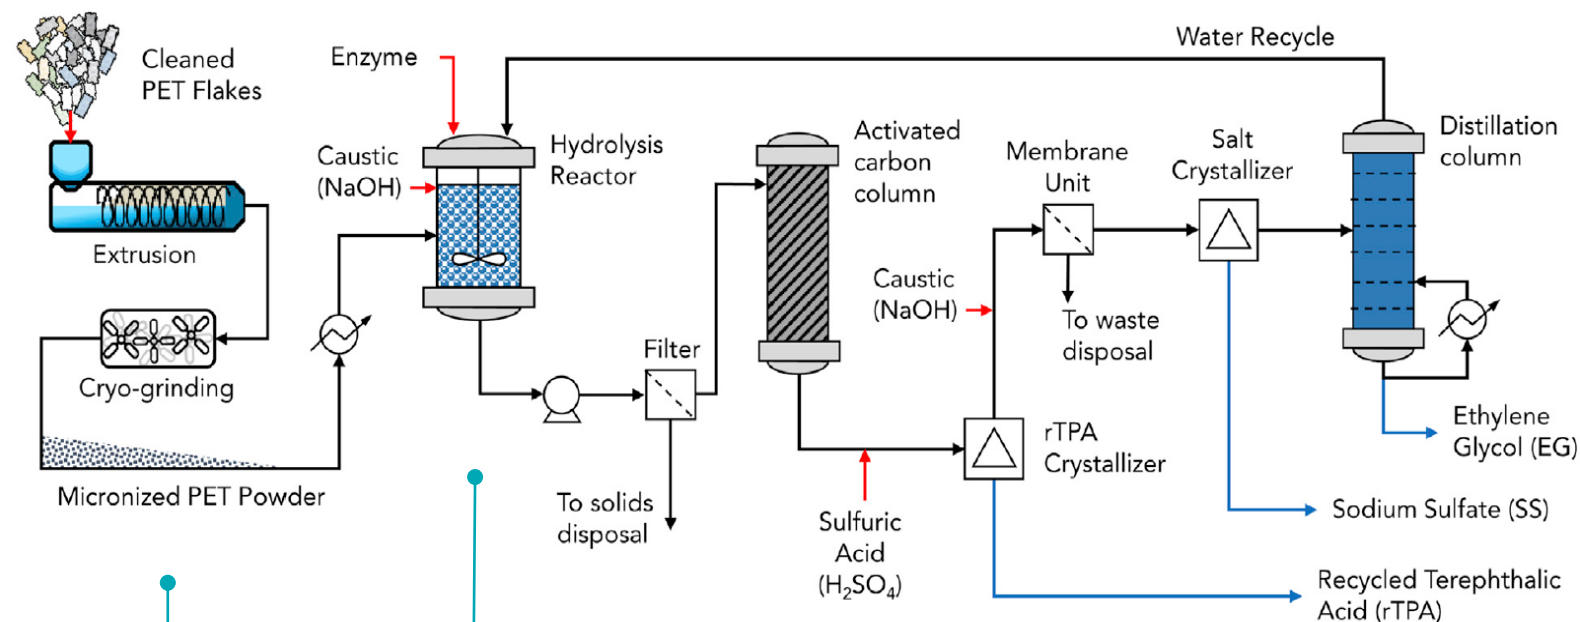 Cleaned
PET Flakes
Extrusion
Cryo-grinding
Micronized PET Powder
Enzyme
Caustic
(NaOH)
Hydrolysis
Reactor
Filter
To solids
disposal
Activated
carbon
column
Sulfuric
Acid
(H₂SO₄)
Caustic
(NaOH)
rTPA
Crystallizer
Membrane
Unit
To waste
disposal
Salt
Crystallizer
Water Recycle
Distillation
column
Ethylene
Glycol (EG)
Sodium Sulfate (SS)
Recycled Terephthalic
Acid (rTPA)